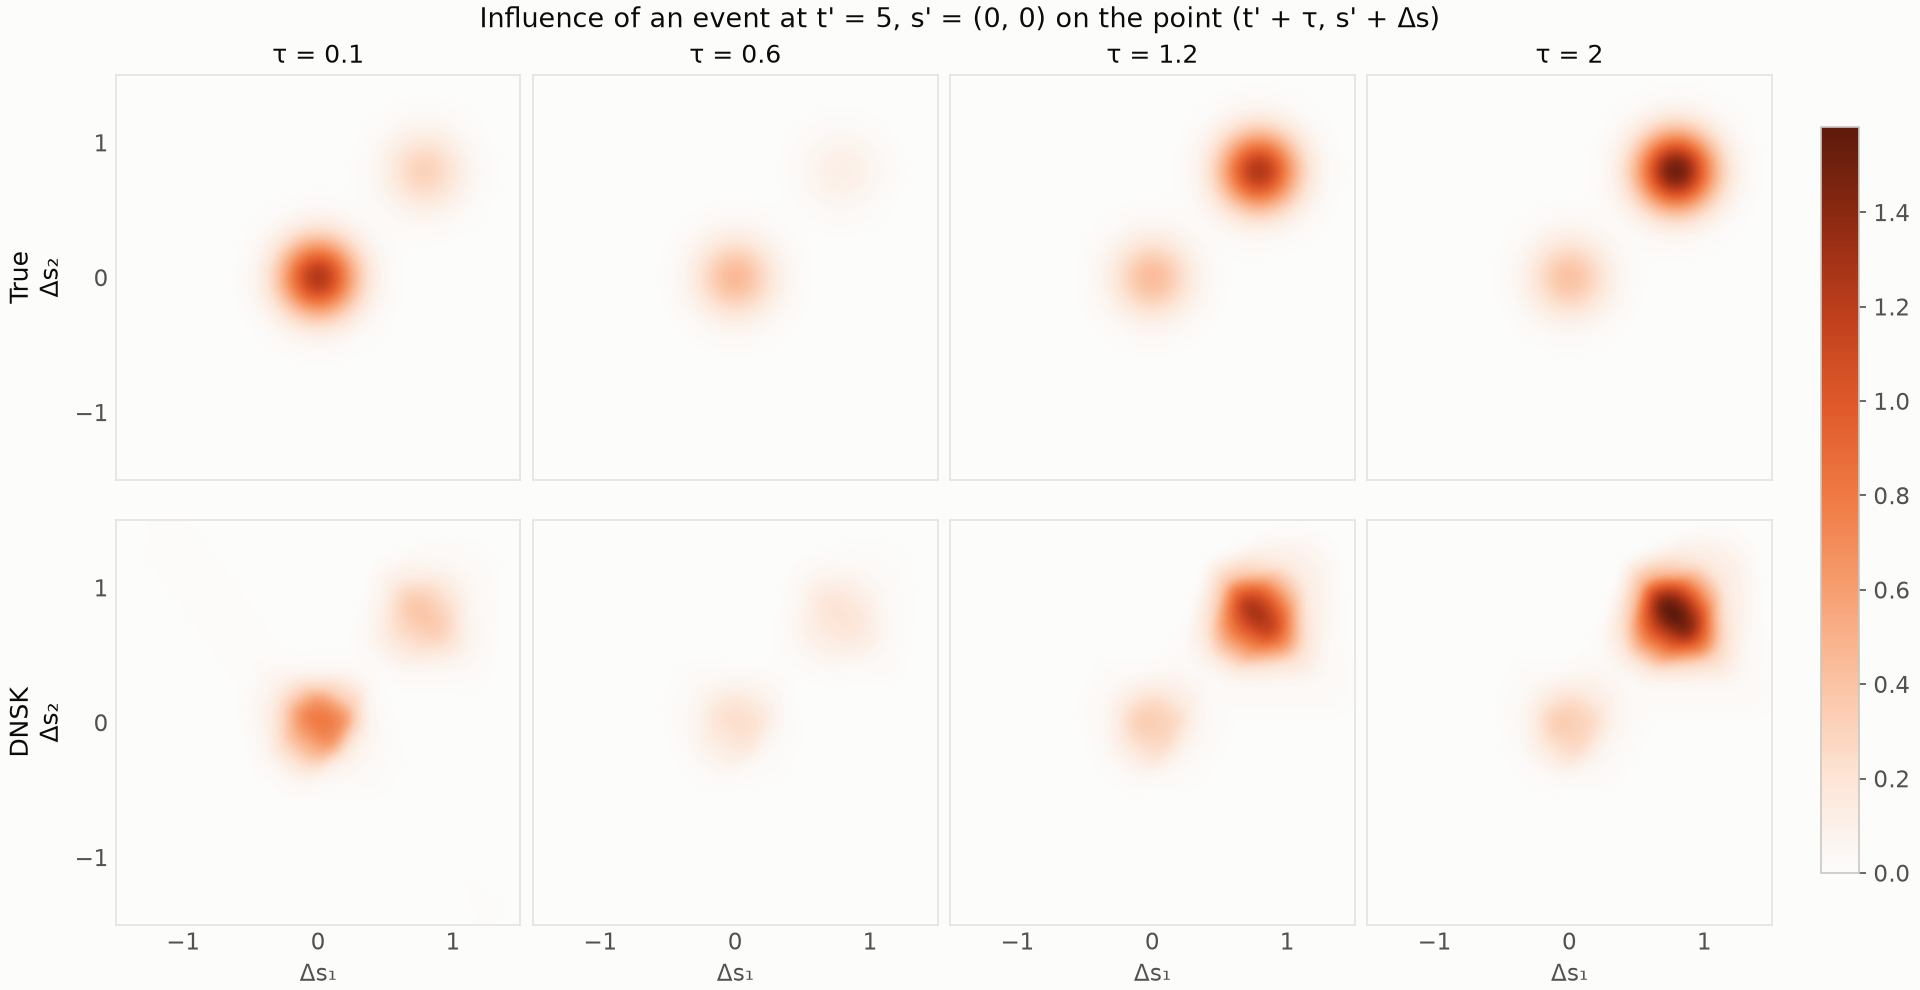 Influence of an event at t' = 5, s' = (0, 0) on the point (t' + τ, s' + Δs)
τ = 0.1
τ = 0.6
τ = 1.2
τ = 2
True
Δs₂
1
0
−1
DNSK
Δs₂
1
0
−1
−1 0 1
Δs₁
−1 0 1
Δs₁
−1 0 1
Δs₁
−1 0 1
Δs₁
1.4
1.2
1.0
0.8
0.6
0.4
0.2
0.0